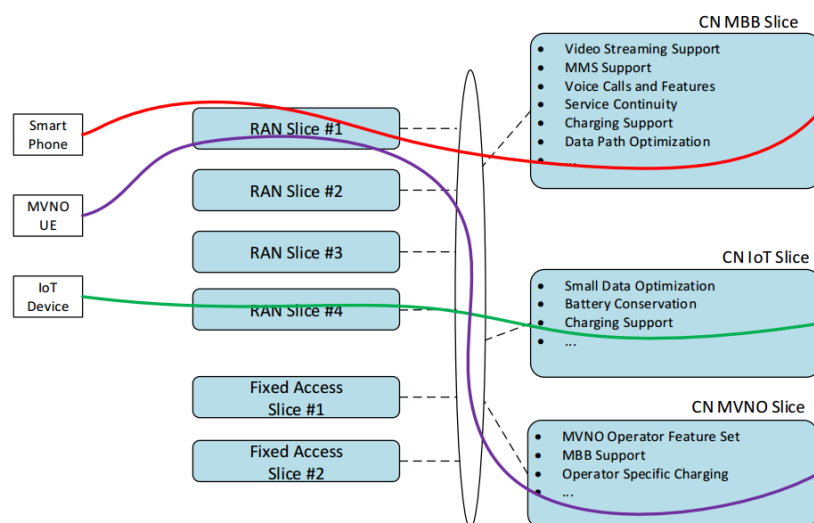 CN MBB Slice
• Video Streaming Support
• MMS Support
• Voice Calls and Features
• Service Continuity
• Charging Support
• Data Path Optimization
• ...
Smart
Phone
MVNO
UE
IoT
Device
RAN Slice #1
RAN Slice #2
RAN Slice #3
RAN Slice #4
Fixed Access
Slice #1
Fixed Access
Slice #2
CN IoT Slice
• Small Data Optimization
• Battery Conservation
• Charging Support
• ...
CN MVNO Slice
• MVNO Operator Feature Set
• MBB Support
• Operator Specific Charging
• ...